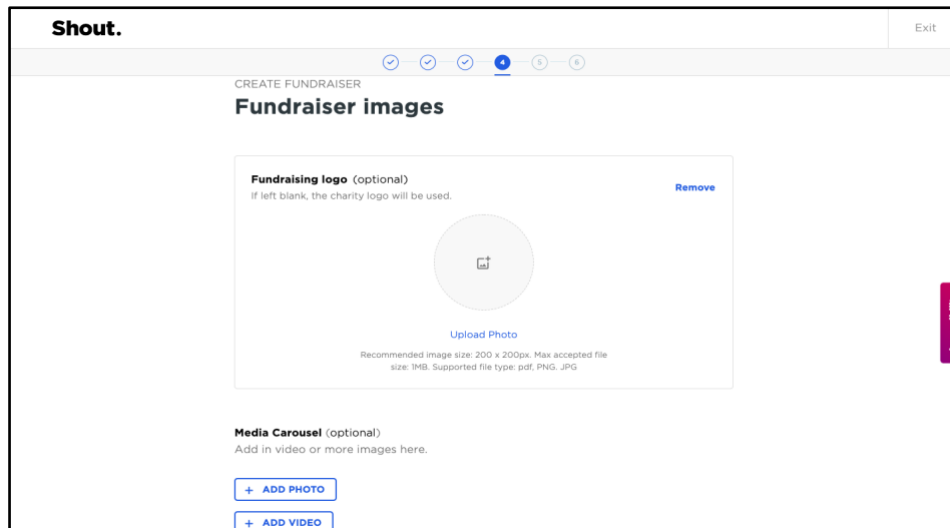 Shout.
Exit
4
5
6
CREATE FUNDRAISER
Fundraiser images
Fundraising logo (optional)
If left blank, the charity logo will be used.
Remove
Upload Photo
Recommended image size: 200 x 200px. Max accepted file
size: 1MB. Supported file type: pdf, PNG. JPG
Media Carousel (optional)
Add in video or more images here.
+ ADD PHOTO
+ ADD VIDEO